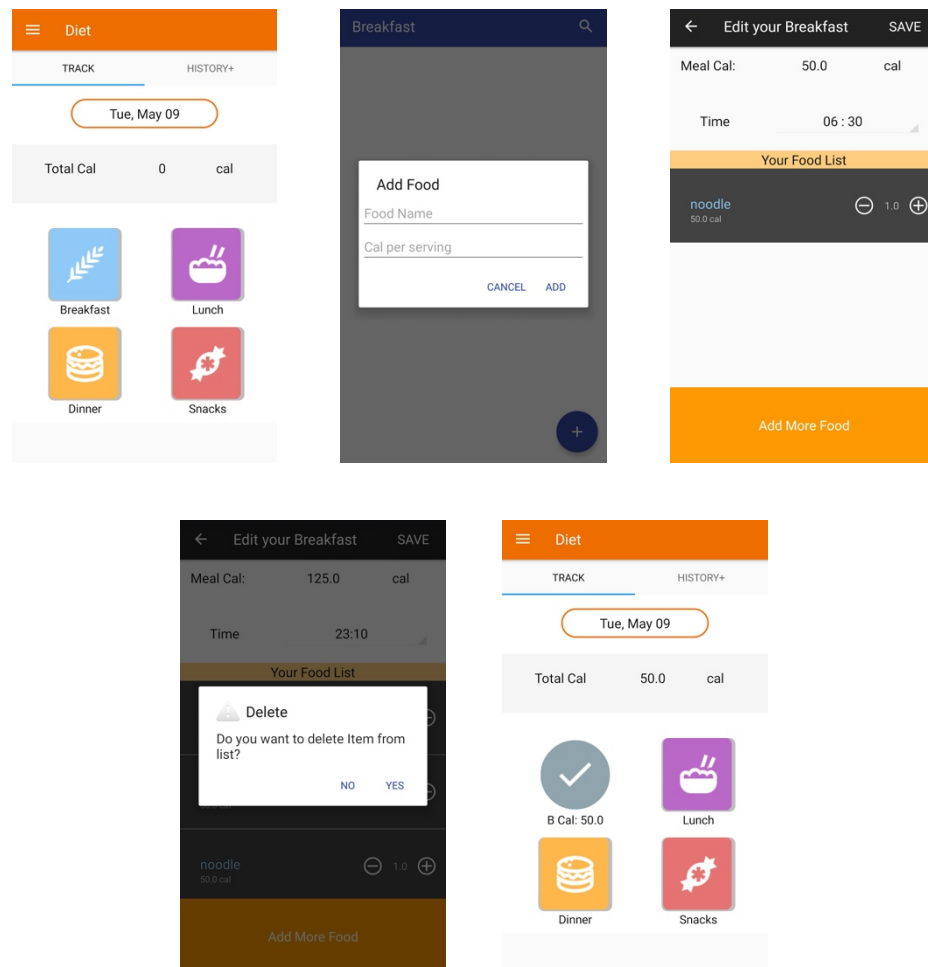 Diet
TRACK HISTORY+
Tue, May 09
Total Cal 0 cal
Breakfast Lunch
Dinner Snacks
Breakfast
Add Food
Food Name
Cal per serving
CANCEL ADD
Edit your Breakfast SAVE
Meal Cal: 50.0 cal
Time 06 : 30
Your Food List
noodle 1.0
50.0 cal
Add More Food
Edit your Breakfast SAVE
Meal Cal: 125.0 cal
Time 23:10
Your Food List
Delete
Do you want to delete Item from
list?
NO YES
noodle 1.0
50.0 cal
Add More Food
Diet
TRACK HISTORY+
Tue, May 09
Total Cal 50.0 cal
B Cal: 50.0 Lunch
Dinner Snacks